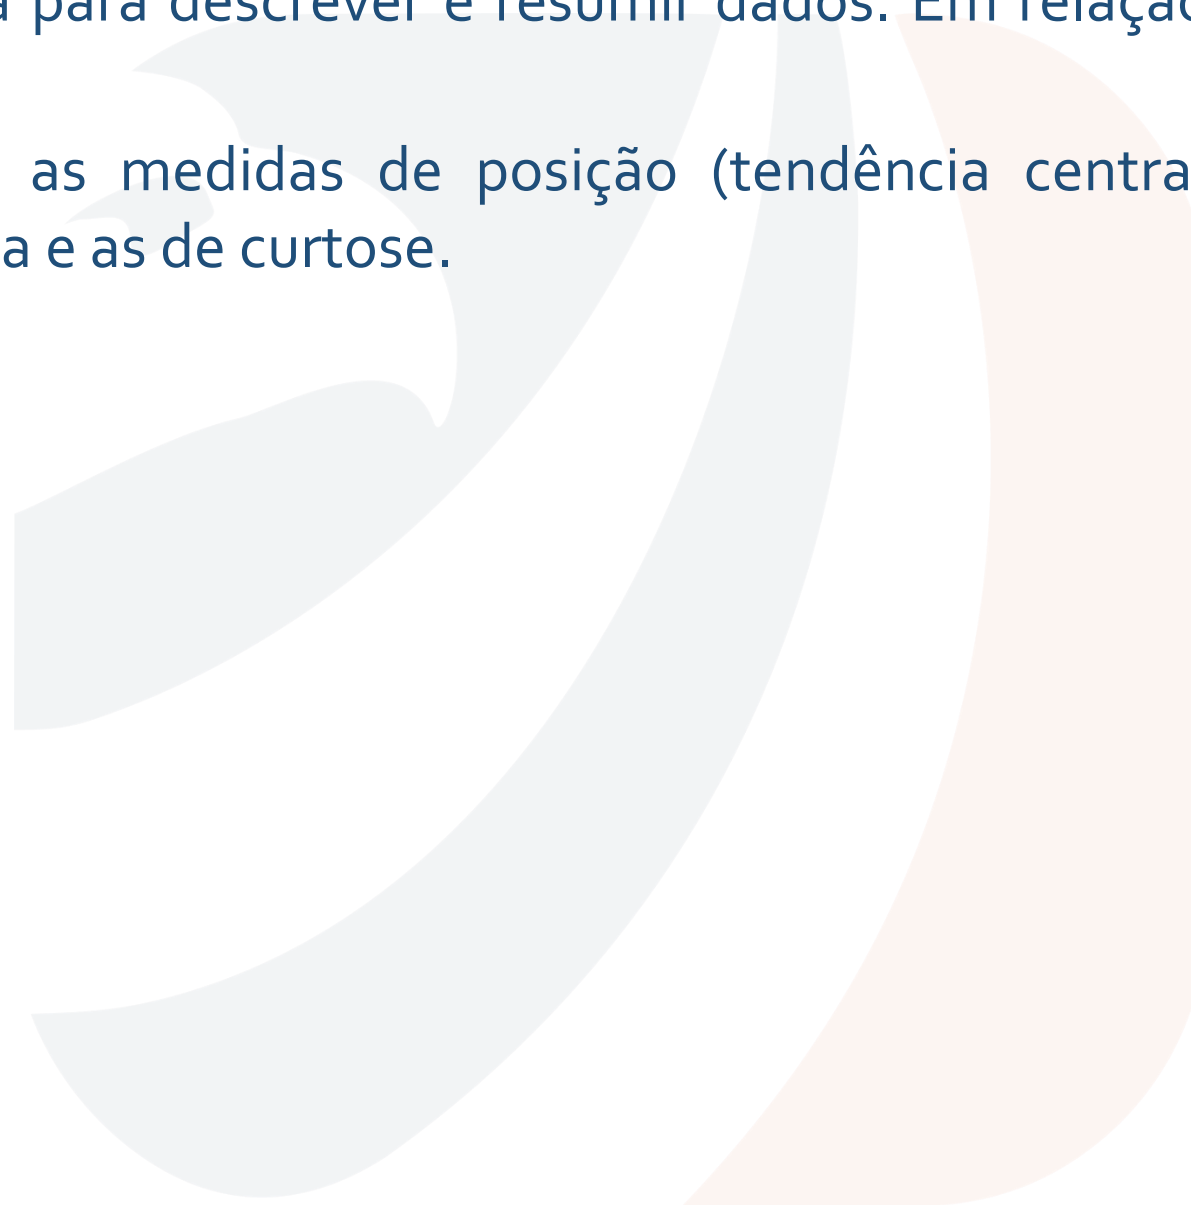 para descrever e resumir dados. Em relação
as medidas de posição (tendência centra
a e as de curtose.